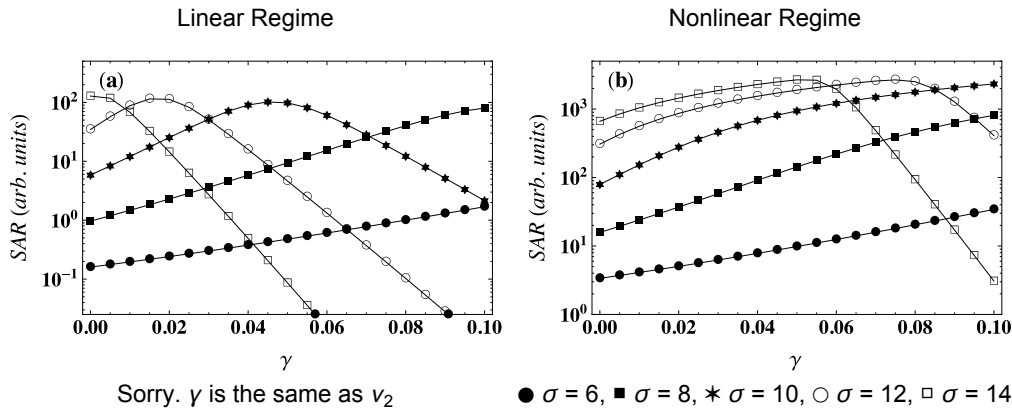 Linear Regime
Nonlinear Regime
(a)
(b)
SAR (arb. units)
10²
10¹
10⁰
10⁻¹
0.00 0.02 0.04 0.06 0.08 0.10
γ
SAR (arb. units)
10³
10²
10¹
10⁰
0.00 0.02 0.04 0.06 0.08 0.10
γ
Sorry. γ is the same as ν₂
● σ = 6, ■ σ = 8, ✶ σ = 10, ○ σ = 12, □ σ = 14